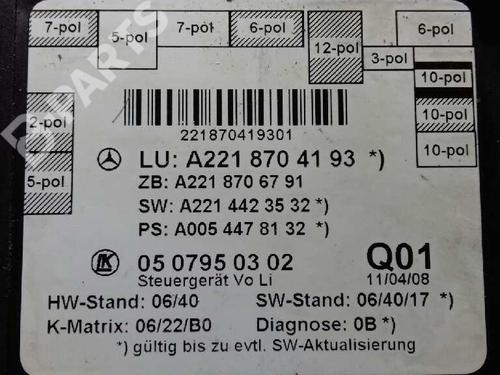 7-pol 5-pol 7-pol 6-pol 12-pol 3-pol 6-pol
10-pol
2-pol
10-pol
5-pol
10-pol
221870419301
LU: A221 870 41 93 *)
ZB: A221 870 67 91
SW: A221 442 35 32 *)
PS: A005 447 81 32 *)
05 0795 03 02 Q01
Steuergerät Vo Li 11/04/08
HW-Stand: 06/40 SW-Stand: 06/40/17 *)
K-Matrix: 06/22/B0 Diagnose: 0B *)
*) gültig bis zu evtl. SW-Aktualisierung